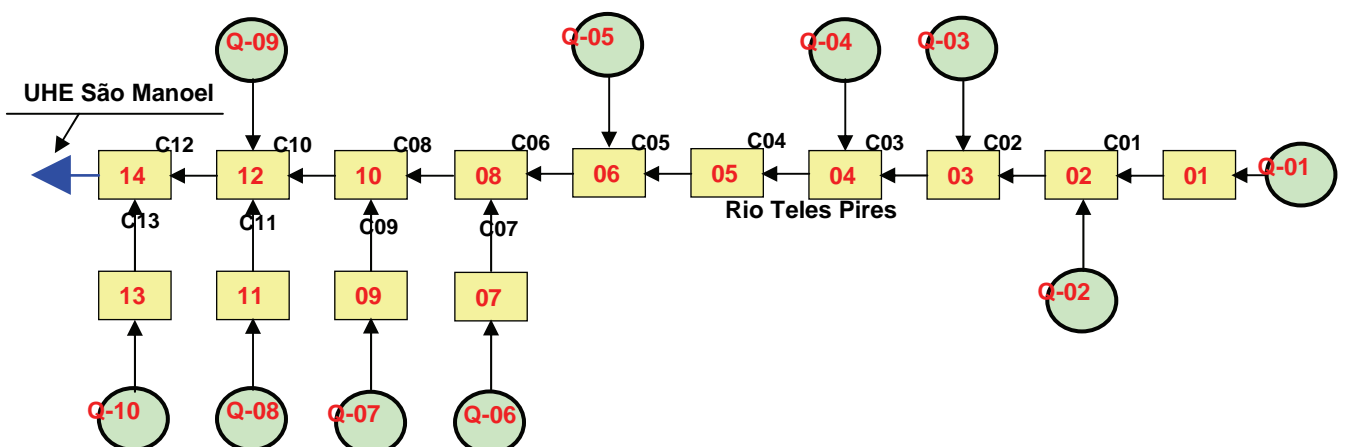 Q-09
Q-05
Q-04
Q-03
UHE São Manoel
C12
C10
C08
C06
C05
C04
C03
C02
C01
14
12
10
08
06
05
04
03
02
01
Q-01
Rio Teles Pires
C13
C11
C09
C07
13
11
09
07
Q-02
Q-10
Q-08
Q-07
Q-06